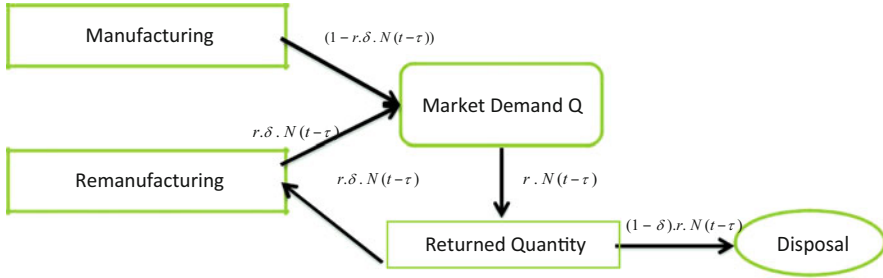 Manufacturing
(1 − r.δ . N (t−τ))
Market Demand Q
r.δ . N (t−τ)
Remanufacturing
r.δ . N (t−τ)
r . N (t−τ)
Returned Quantity
(1 − δ).r. N (t−τ)
Disposal